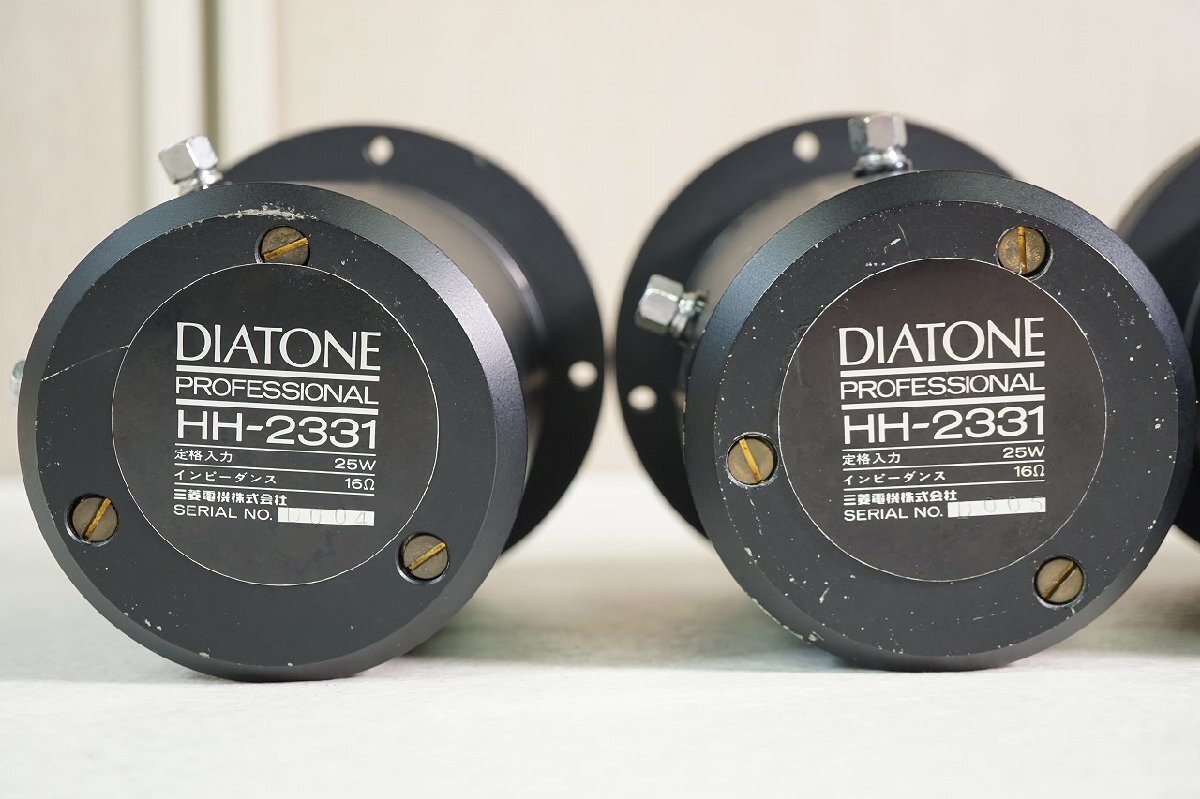 DIATONE
PROFESSIONAL
HH-2331
定格入力 25W
インピーダンス 16Ω
三菱電機株式会社
SERIAL NO. D004
DIATONE
PROFESSIONAL
HH-2331
定格入力 25W
インピーダンス 16Ω
三菱電機株式会社
SERIAL NO. D005